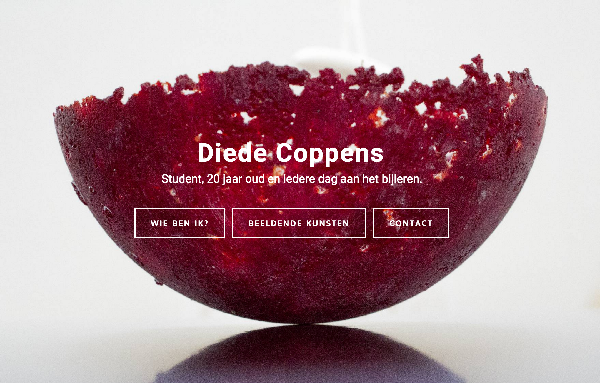 Diede Coppens
Student, 20 jaar oud en iedere dag aan het bijleren.
WIE BEN IK?
BEELDENDE KUNSTEN
CONTACT